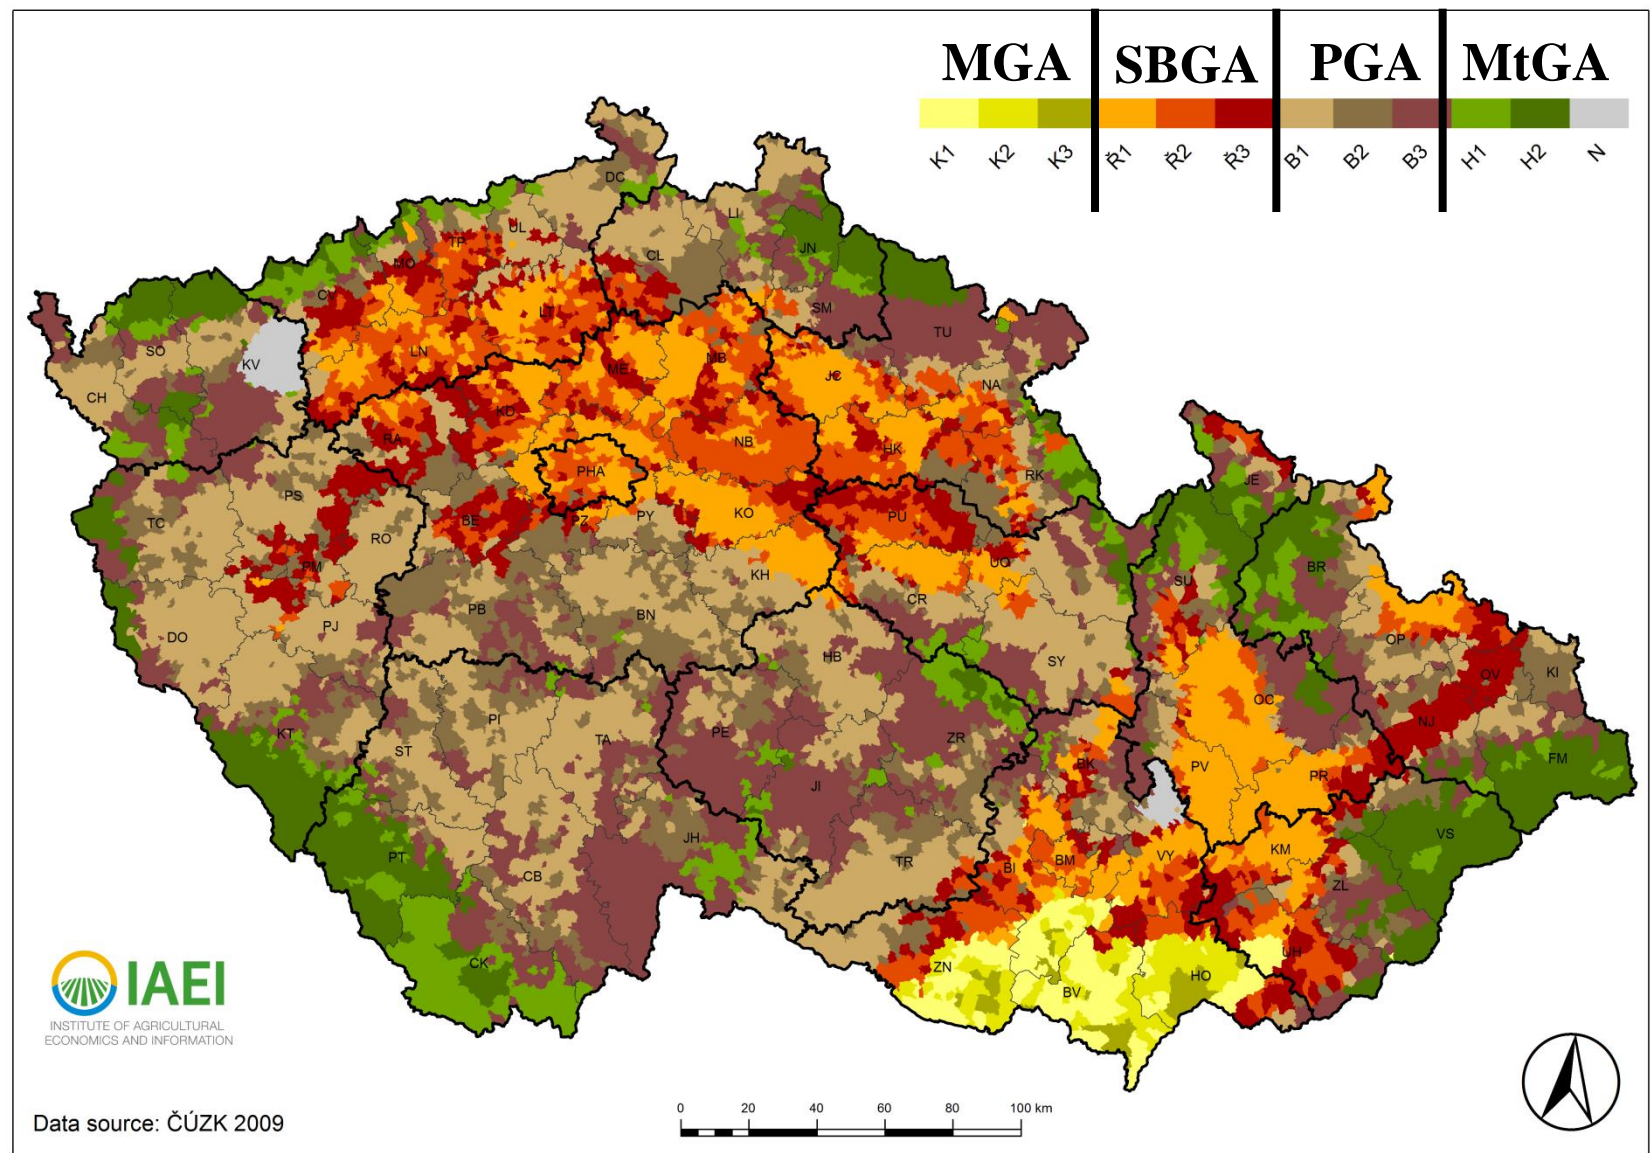 MGA SBGA PGA MtGA
K1 K2 K3 Ř1 Ř2 Ř3 B1 B2 B3 H1 H2 N
DC
LI
UL
TP
CL
JN
MO
CV
SM
LT
TU
SO
LN
MB
KV
ME
JC
NA
CH
KD
RA
NB
HK
PHA
RK
JE
PS
KO
PU
TC
BE
PZ
PY
RO
UO
PM
KH
SU
BR
CR
PB
BN
PJ
DO
OP
HB
SY
KI
OV
OC
PI
NJ
KT
PE
TA
ZR
ST
FM
BK
PV
PR
JI
VS
JH
KM
PT
VY
BM
TR
BI
CB
ZL
UH
CK
ZN
HO
BV
IAEI
INSTITUTE OF AGRICULTURAL
ECONOMICS AND INFORMATION
Data source: ČÚZK 2009
0 20 40 60 80 100 km